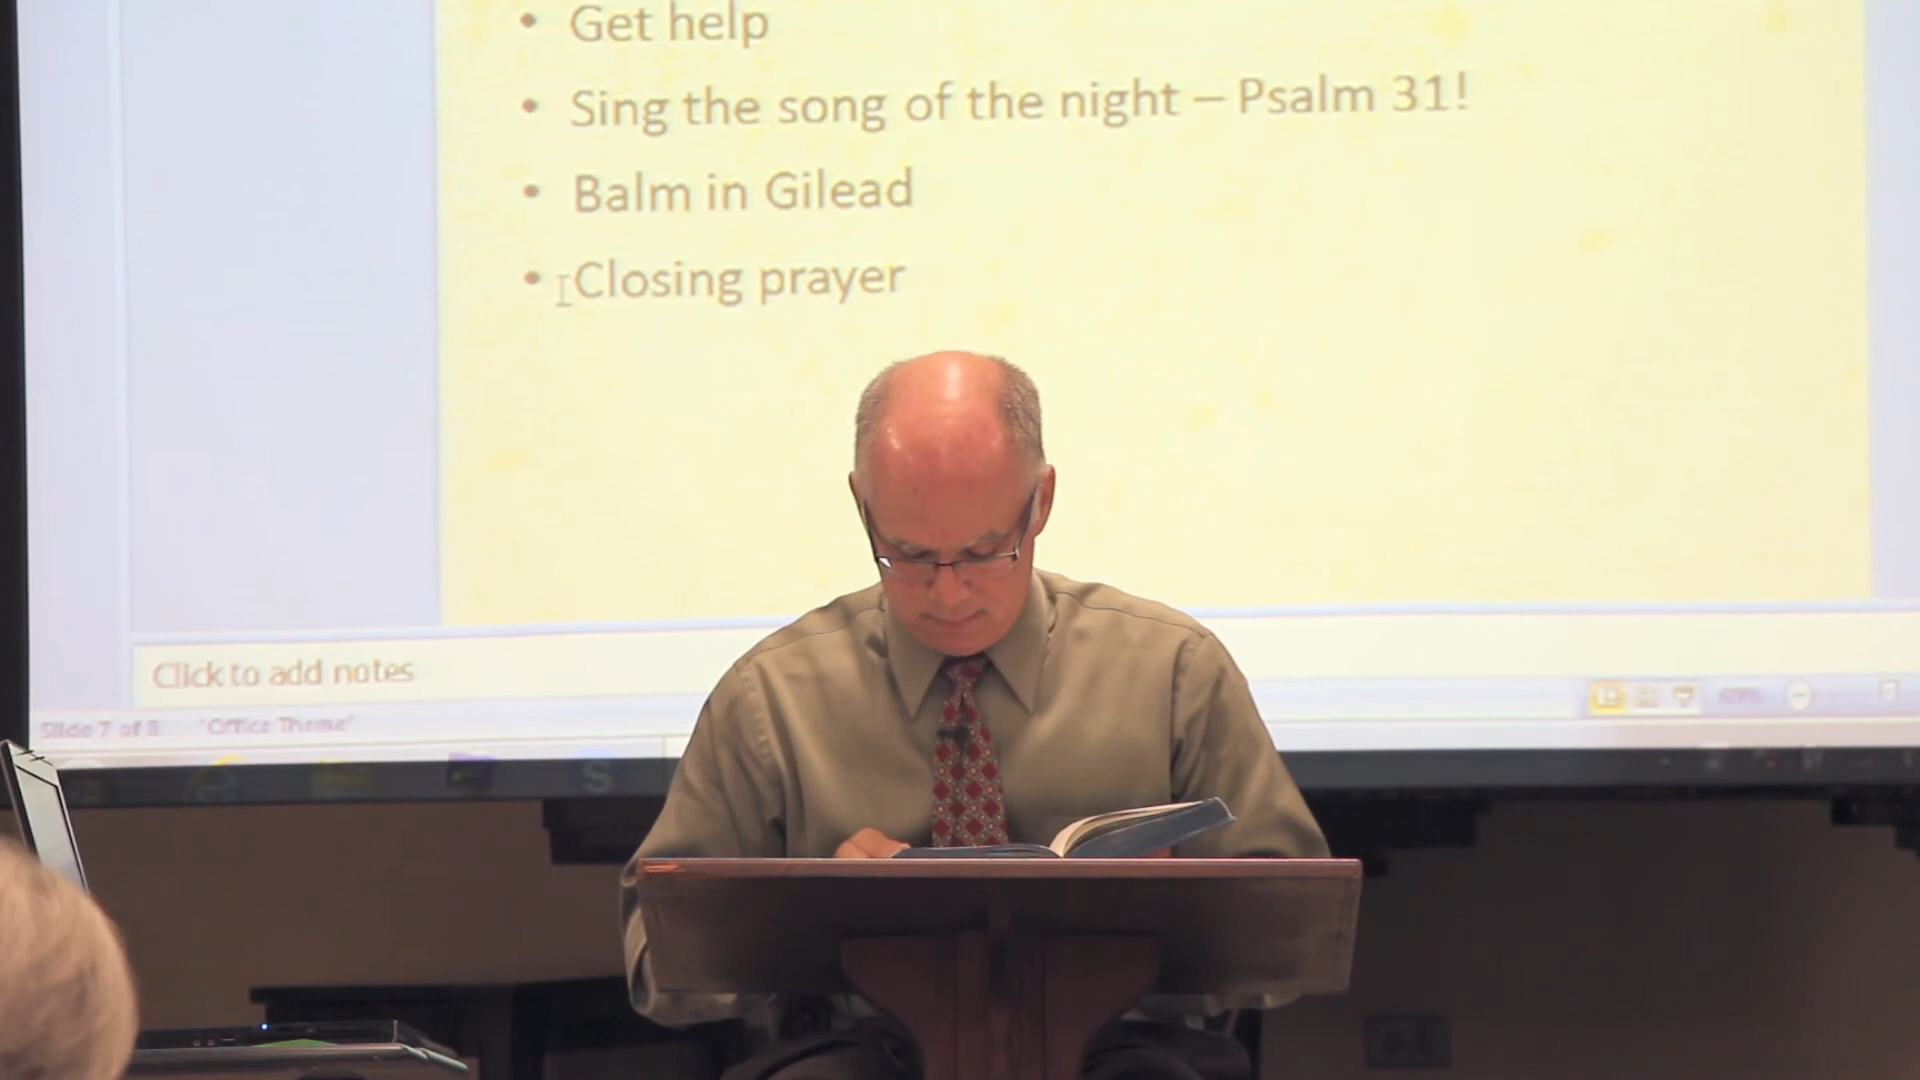 • Get help
• Sing the song of the night – Psalm 31!
• Balm in Gilead
• Closing prayer
Click to add notes
Slide 7 of 8 "Office Theme"